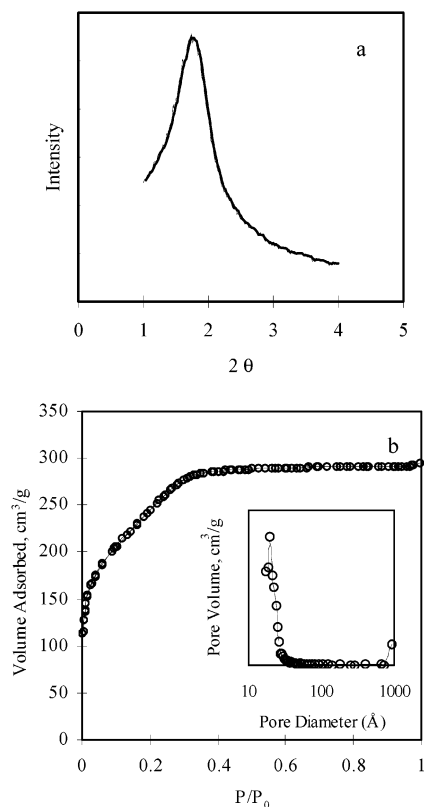 a
Intensity
0 1 2 3 4 5
2 θ
b
350
300
250
200
150
100
50
0
Volume Adsorbed, cm³/g
Pore Volume, cm³/g
10 100 1000
Pore Diameter (Å)
0 0.2 0.4 0.6 0.8 1
P/P₀